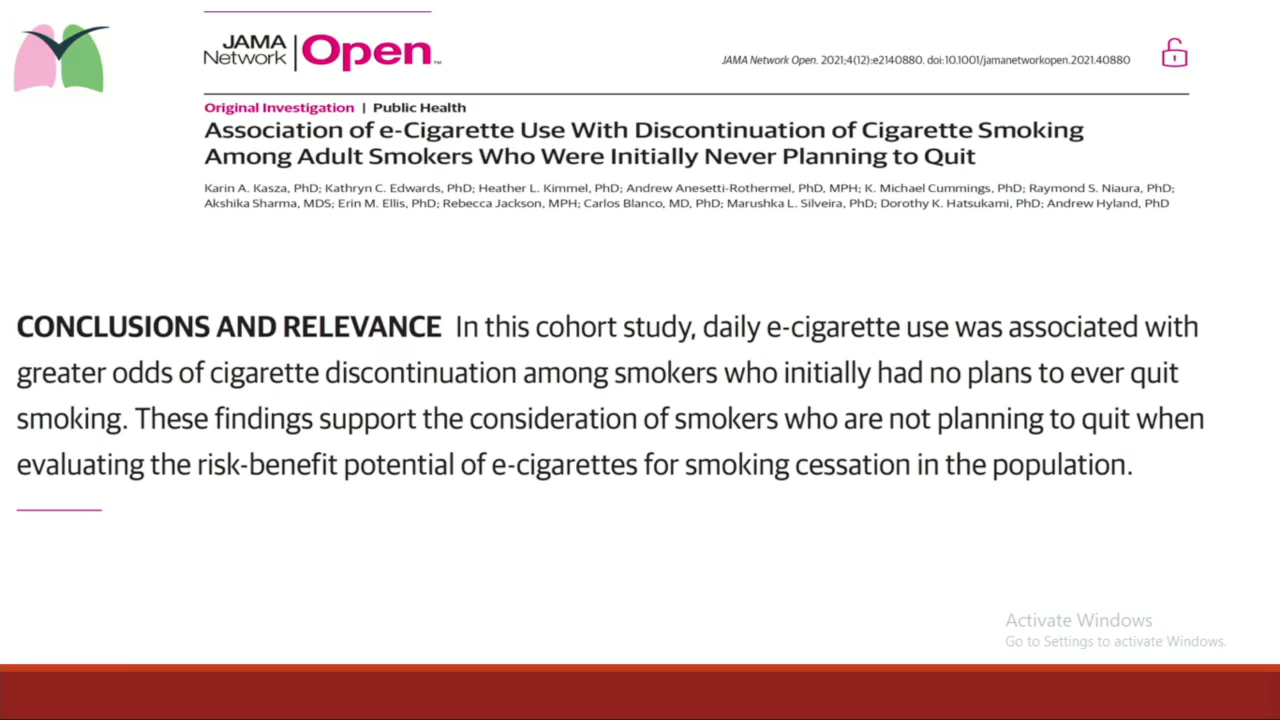 JAMA Network | Open™
JAMA Network Open. 2021;4(12):e2140880. doi:10.1001/jamanetworkopen.2021.40880
Original Investigation | Public Health
Association of e-Cigarette Use With Discontinuation of Cigarette Smoking
Among Adult Smokers Who Were Initially Never Planning to Quit
Karin A. Kasza, PhD; Kathryn C. Edwards, PhD; Heather L. Kimmel, PhD; Andrew Anesetti-Rothermel, PhD, MPH; K. Michael Cummings, PhD; Raymond S. Niaura, PhD;
Akshika Sharma, MDS; Erin M. Ellis, PhD; Rebecca Jackson, MPH; Carlos Blanco, MD, PhD; Marushka L. Silveira, PhD; Dorothy K. Hatsukami, PhD; Andrew Hyland, PhD
CONCLUSIONS AND RELEVANCE In this cohort study, daily e-cigarette use was associated with
greater odds of cigarette discontinuation among smokers who initially had no plans to ever quit
smoking. These findings support the consideration of smokers who are not planning to quit when
evaluating the risk-benefit potential of e-cigarettes for smoking cessation in the population.
Activate Windows
Go to Settings to activate Windows.